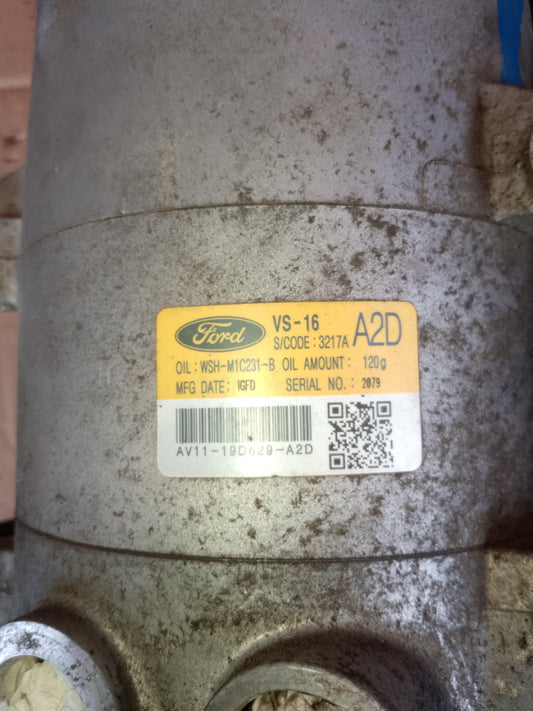 Ford VS-16 A2D
S/CODE : 3217A
OIL : WSH-M1C231-B OIL AMOUNT : 120g
MFG DATE : IGFD SERIAL NO. : 2079
AV11-19D629-A2D